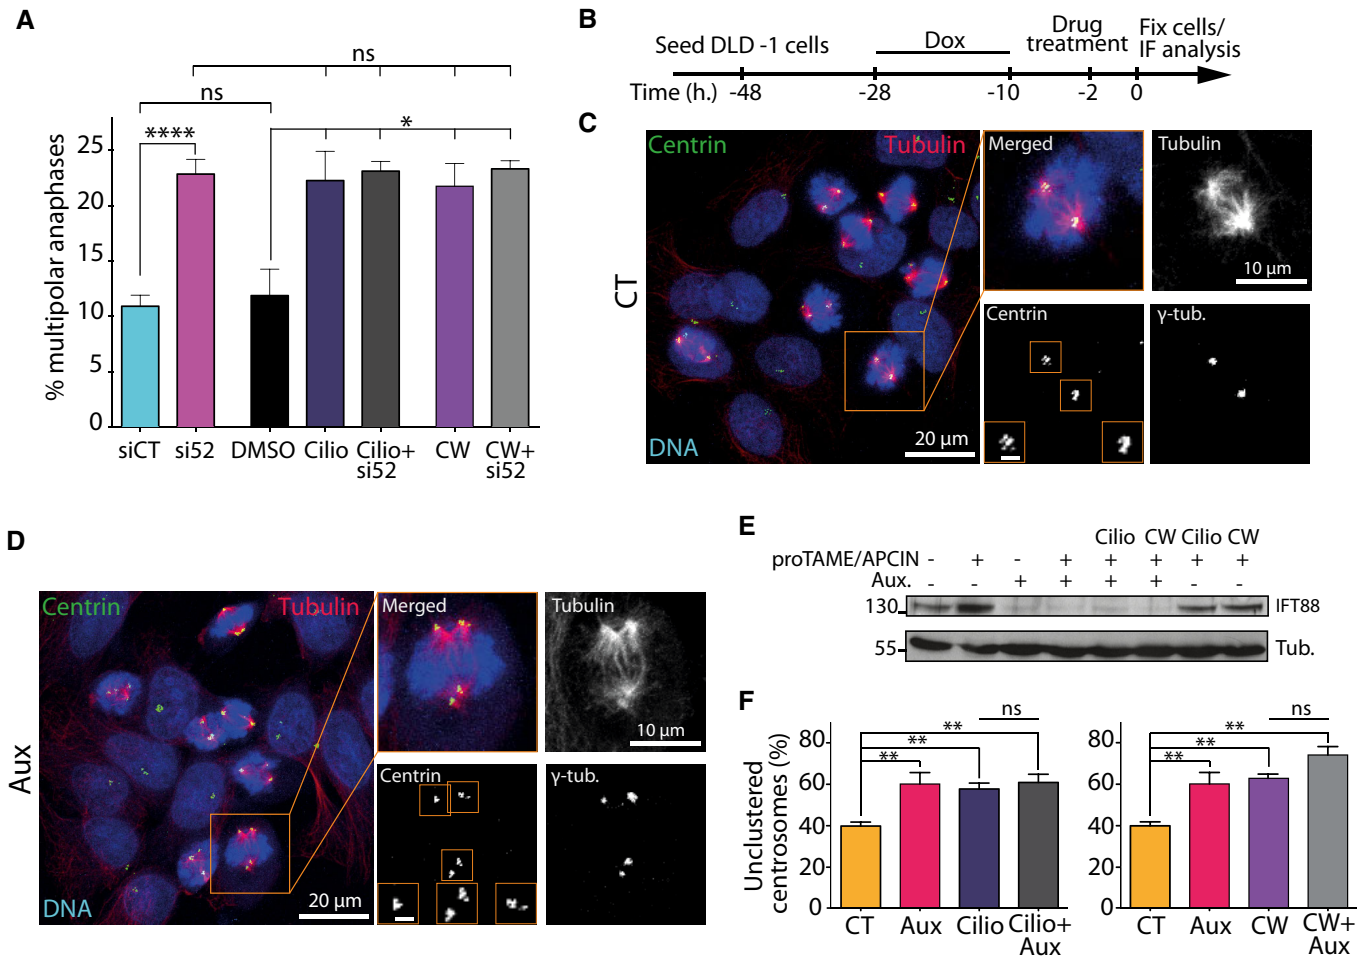 A
ns
ns
****
*
% multipolar anaphases
25
20
15
10
5
0
siCT
si52
DMSO
Cilio
Cilio+
si52
CW
CW+
si52
B
Seed DLD -1 cells
Dox
Drug
treatment
Fix cells/
IF analysis
Time (h.)
-48
-28
-10
-2
0
C
CT
Centrin
Tubulin
DNA
20 µm
Merged
Tubulin
10 µm
Centrin
γ-tub.
D
Aux
Centrin
Tubulin
DNA
20 µm
Merged
Tubulin
10 µm
Centrin
γ-tub.
E
Cilio CW Cilio CW
proTAME/APCIN - + - + + + + +
Aux. - - + + + + - -
130
IFT88
55
Tub.
F
Unclustered
centrosomes (%)
80
60
40
20
0
ns
**
**
**
CT
Aux
Cilio
Cilio+
Aux
80
60
40
20
0
ns
**
**
**
CT
Aux
CW
CW+
Aux